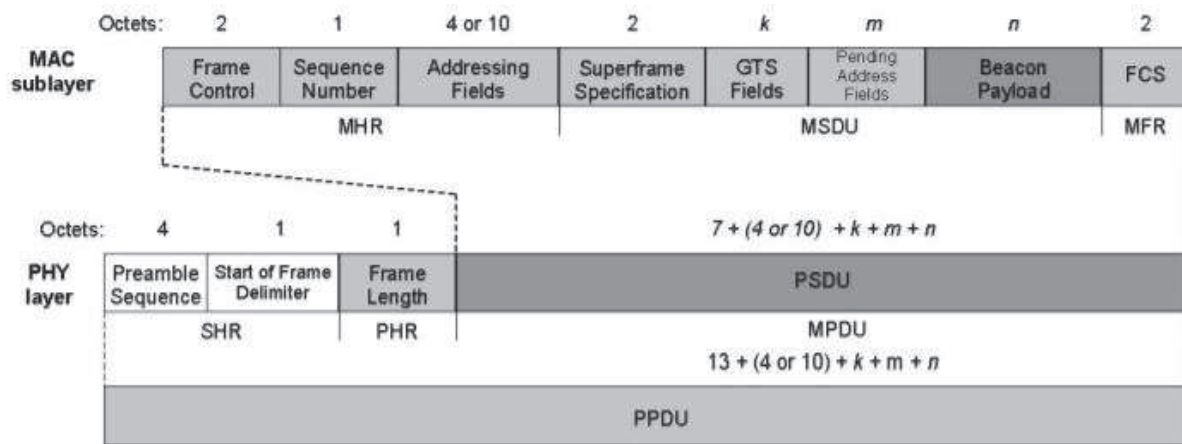 Octets: 2 1 4 or 10 2 k m n 2
MAC sublayer
Frame Control
Sequence Number
Addressing Fields
Superframe Specification
GTS Fields
Pending Address Fields
Beacon Payload
FCS
MHR MSDU MFR
Octets: 4 1 1 7 + (4 or 10) + k + m + n
PHY layer
Preamble Sequence
Start of Frame Delimiter
Frame Length
PSDU
SHR PHR MPDU
13 + (4 or 10) + k + m + n
PPDU